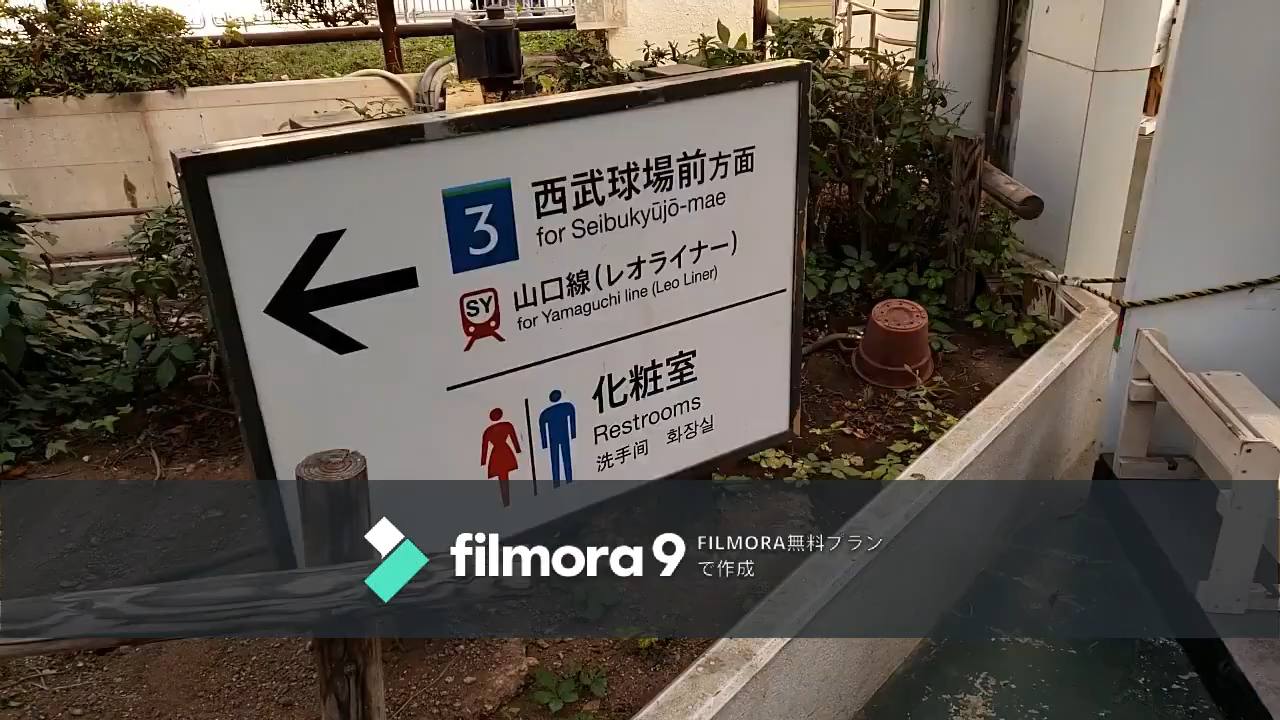 3
西武球場前方面
for Seibukyūjō-mae
SY
山口線(レオライナー)
for Yamaguchi line (Leo Liner)
化粧室
Restrooms
洗手间 화장실
filmora9
FILMORA無料プラン
で作成